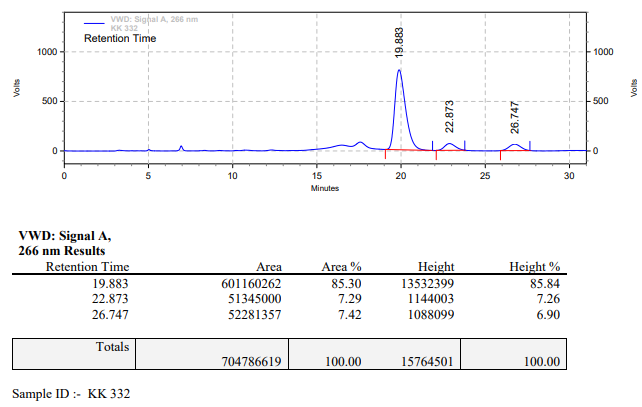 VWD: Signal A, 266 nm
KK 332
Retention Time
19.883
22.873
26.747
1000 1000
500 500
0 0
Volts Volts
0 5 10 15 20 25 30
Minutes
VWD: Signal A,
266 nm Results
Retention Time Area Area % Height Height %
19.883 601160262 85.30 13532399 85.84
22.873 51345000 7.29 1144003 7.26
26.747 52281357 7.42 1088099 6.90
Totals
704786619 100.00 15764501 100.00
Sample ID :- KK 332